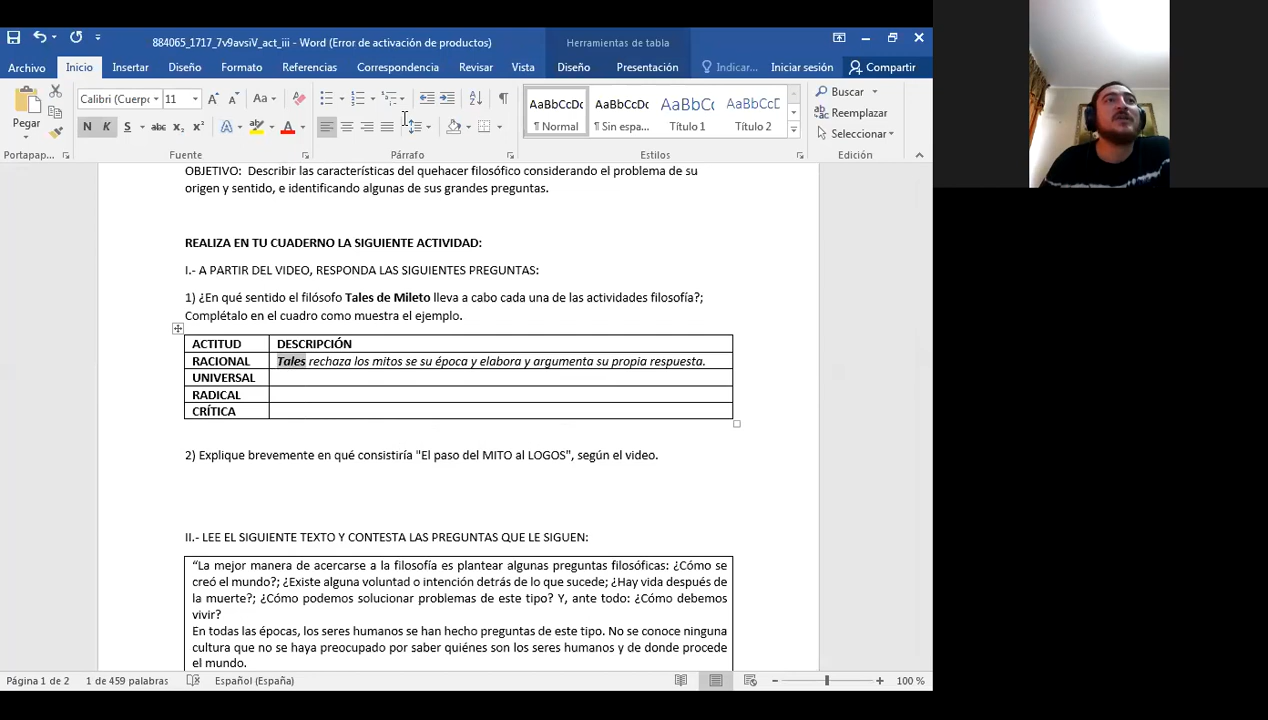 884065_1717_7v9avsiV_act_iii - Word (Error de activación de productos)
Herramientas de tabla
Archivo Inicio Insertar Diseño Formato Referencias Correspondencia Revisar Vista Diseño Presentación Indicar... Iniciar sesión Compartir
Pegar
Portapap...
Calibri (Cuerpo 11
Aa
N K S abc x₂ x²
Fuente
Párrafo
AaBbCcDc AaBbCcDc AaBbCc AaBbCcD
¶ Normal ¶ Sin espa... Título 1 Título 2
Estilos
Buscar
Reemplazar
Seleccionar
Edición
OBJETIVO: Describir las características del quehacer filosófico considerando el problema de su
origen y sentido, e identificando algunas de sus grandes preguntas.
REALIZA EN TU CUADERNO LA SIGUIENTE ACTIVIDAD:
I.- A PARTIR DEL VIDEO, RESPONDA LAS SIGUIENTES PREGUNTAS:
1) ¿En qué sentido el filósofo Tales de Mileto lleva a cabo cada una de las actividades filosofía?;
Complétalo en el cuadro como muestra el ejemplo.
ACTITUD DESCRIPCIÓN
RACIONAL Tales rechaza los mitos se su época y elabora y argumenta su propia respuesta.
UNIVERSAL
RADICAL
CRÍTICA
2) Explique brevemente en qué consistiría "El paso del MITO al LOGOS", según el video.
II.- LEE EL SIGUIENTE TEXTO Y CONTESTA LAS PREGUNTAS QUE LE SIGUEN:
“La mejor manera de acercarse a la filosofía es plantear algunas preguntas filosóficas: ¿Cómo se
creó el mundo?; ¿Existe alguna voluntad o intención detrás de lo que sucede; ¿Hay vida después de
la muerte?; ¿Cómo podemos solucionar problemas de este tipo? Y, ante todo: ¿Cómo debemos
vivir?
En todas las épocas, los seres humanos se han hecho preguntas de este tipo. No se conoce ninguna
cultura que no se haya preocupado por saber quiénes son los seres humanos y de donde procede
el mundo.
Página 1 de 2 1 de 459 palabras Español (España) 100 %